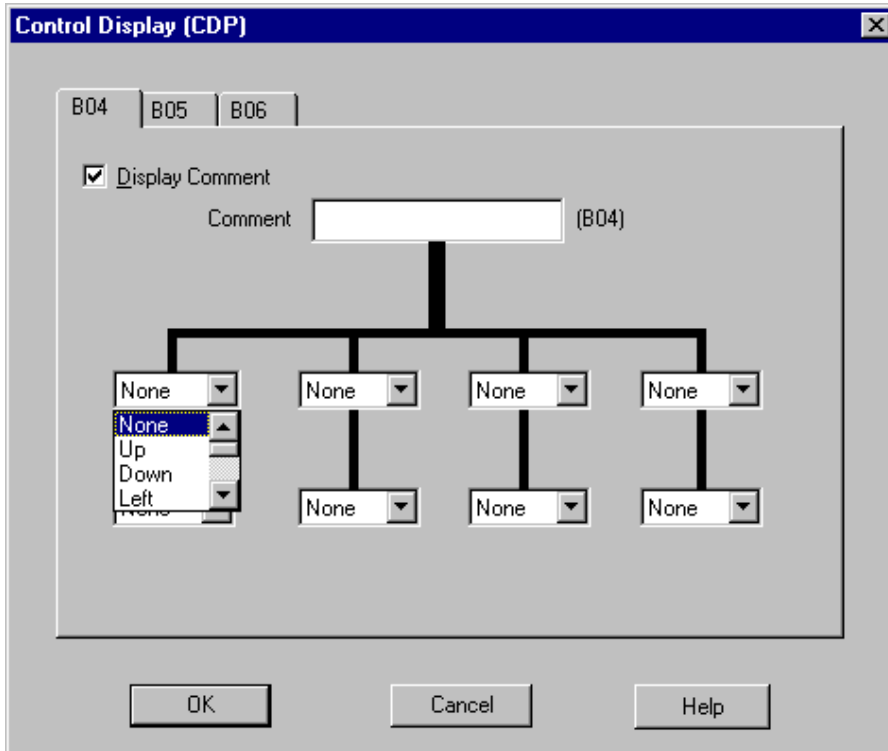 Control Display (CDP)
B04 B05 B06
Display Comment
Comment (B04)
None None None None
None
Up
Down
Left
None None None None
OK Cancel Help